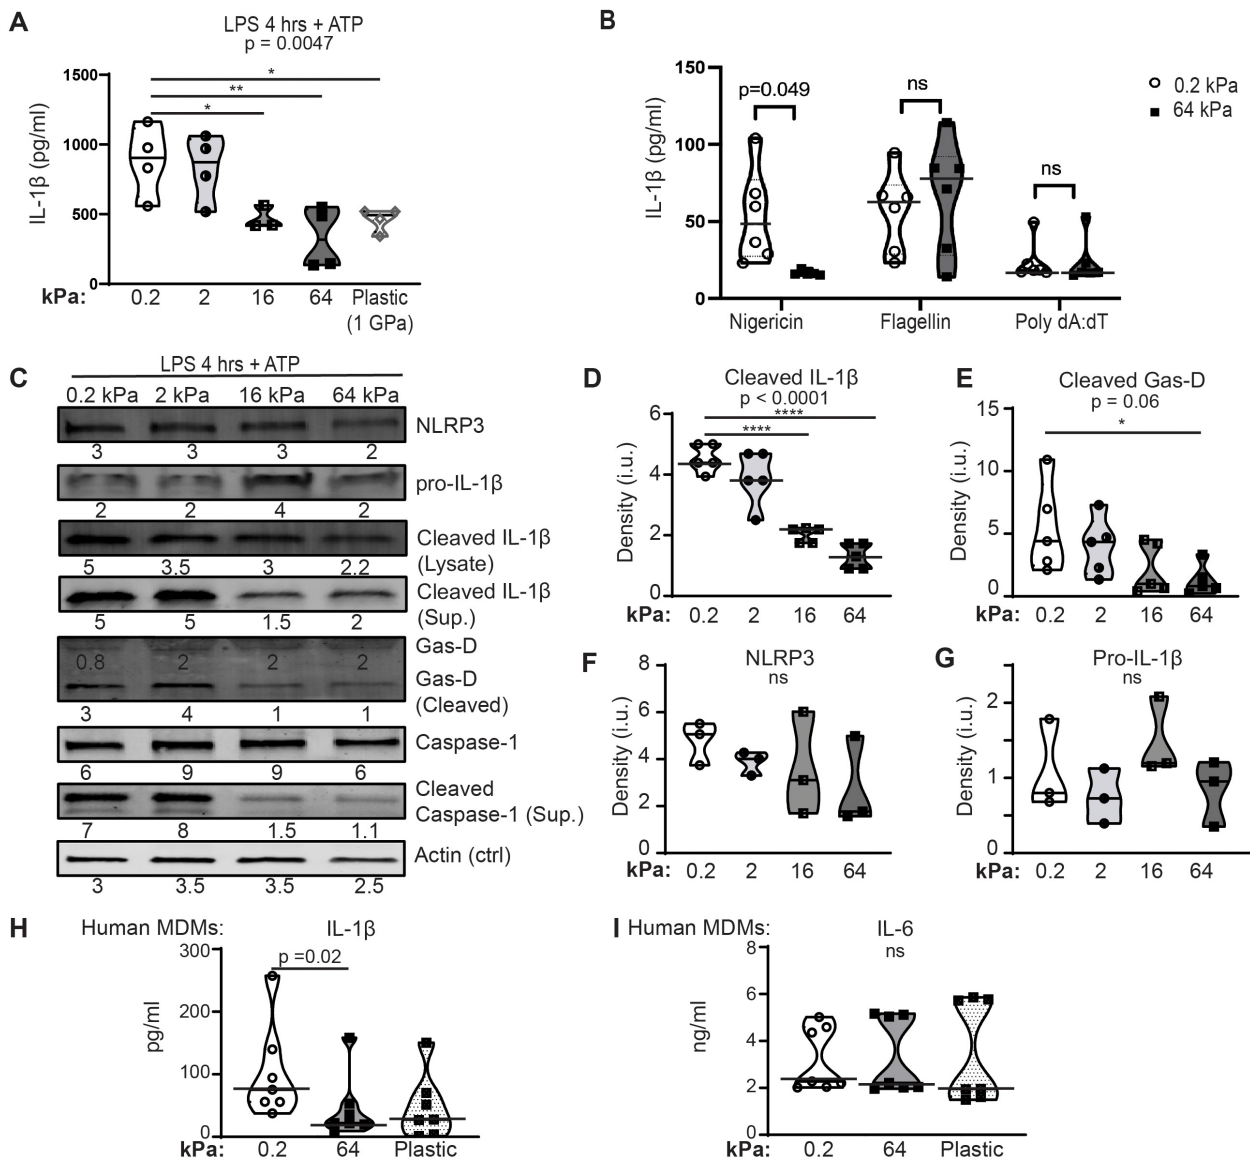 A
LPS 4 hrs + ATP
p = 0.0047
*
**
*
IL-1β (pg/ml)
1500
1000
500
0
kPa: 0.2 2 16 64 Plastic
(1 GPa)
B
0.2 kPa
64 kPa
p=0.049
ns
ns
IL-1β (pg/ml)
150
100
50
0
Nigericin Flagellin Poly dA:dT
C
LPS 4 hrs + ATP
0.2 kPa 2 kPa 16 kPa 64 kPa
NLRP3
3 3 3 2
pro-IL-1β
2 2 4 2
Cleaved IL-1β
(Lysate)
5 3.5 3 2.2
Cleaved IL-1β
(Sup.)
5 5 1.5 2
Gas-D
0.8 2 2 2
Gas-D
(Cleaved)
3 4 1 1
Caspase-1
6 9 9 6
Cleaved
Caspase-1 (Sup.)
7 8 1.5 1.1
Actin (ctrl)
3 3.5 3.5 2.5
D
Cleaved IL-1β
p < 0.0001
****
****
Density (i.u.)
6
4
2
0
kPa: 0.2 2 16 64
E
Cleaved Gas-D
p = 0.06
*
Density (i.u.)
15
10
5
0
kPa: 0.2 2 16 64
F
NLRP3
ns
Density (i.u.)
8
6
4
2
0
kPa: 0.2 2 16 64
G
Pro-IL-1β
ns
Density (i.u.)
2
1
0
kPa: 0.2 2 16 64
H
Human MDMs: IL-1β
p =0.02
pg/ml
300
200
100
0
kPa: 0.2 64 Plastic
I
Human MDMs: IL-6
ns
ng/ml
8
6
4
2
0
kPa: 0.2 64 Plastic